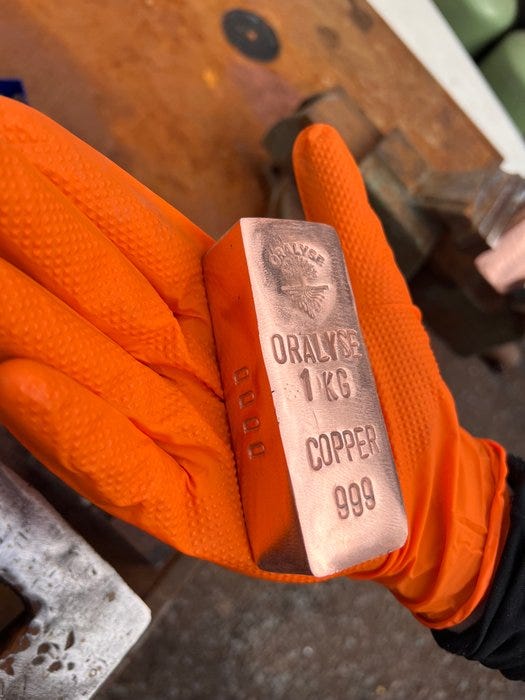 ORALYSE
ORALYSE
1 KG
COPPER
999